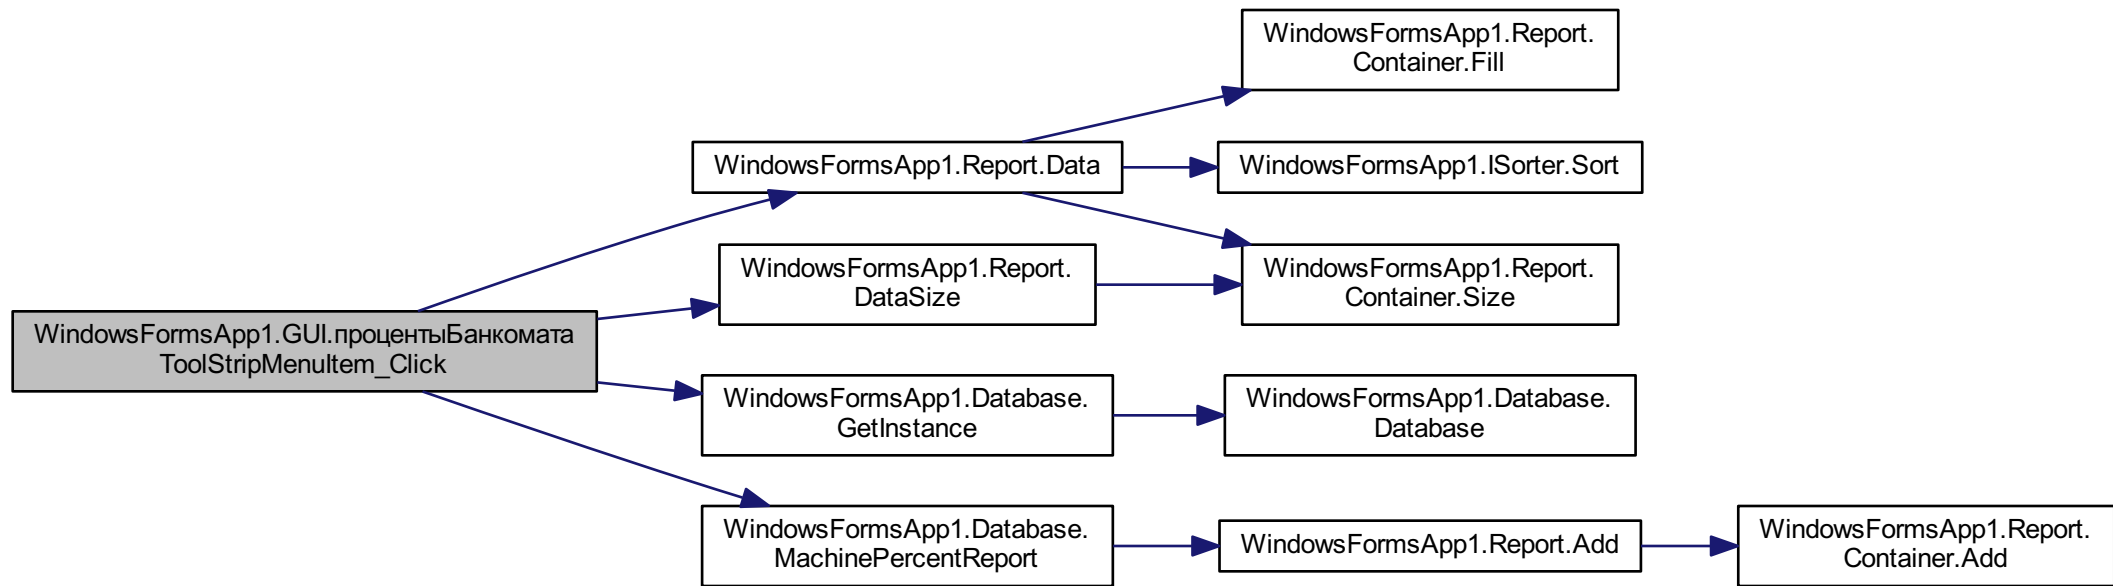 WindowsFormsApp1.Report.
Container.Fill
WindowsFormsApp1.Report.Data
WindowsFormsApp1.ISorter.Sort
WindowsFormsApp1.Report.
DataSize
WindowsFormsApp1.Report.
Container.Size
WindowsFormsApp1.GUI.процентыБанкомата
ToolStripMenuItem_Click
WindowsFormsApp1.Database.
GetInstance
WindowsFormsApp1.Database.
Database
WindowsFormsApp1.Database.
MachinePercentReport
WindowsFormsApp1.Report.Add
WindowsFormsApp1.Report.
Container.Add